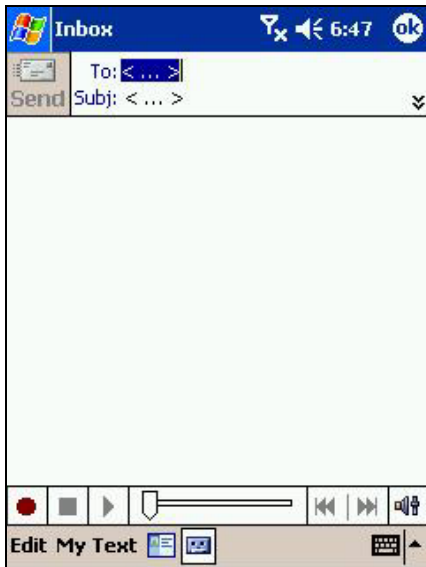 Inbox 6:47 ok
To: < ... >
Send Subj: < ... >
Edit My Text